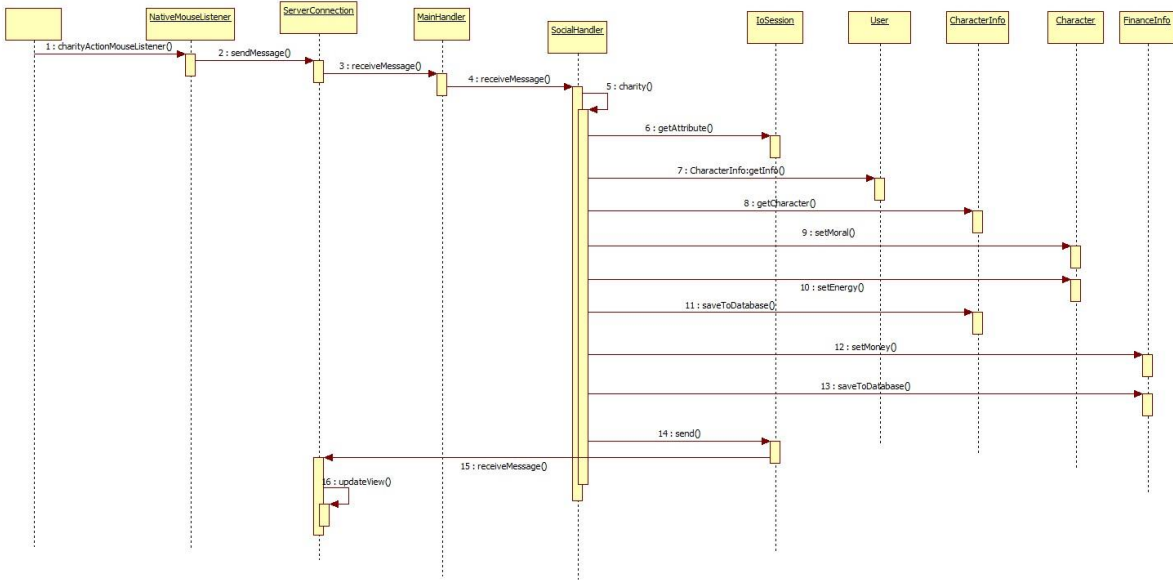 NativeMouseListener
ServerConnection
MainHandler
SocialHandler
IoSession
User
CharacterInfo
Character
FinanceInfo
1 : charityActionMouseListener()
2 : sendMessage()
3 : receiveMessage()
4 : receiveMessage()
5 : charity()
6 : getAttribute()
7 : CharacterInfo:getInfo()
8 : getCharacter()
9 : setMoral()
10 : setEnergy()
11 : saveToDatabase()
12 : setMoney()
13 : saveToDatabase()
14 : send()
15 : receiveMessage()
16 : updateView()